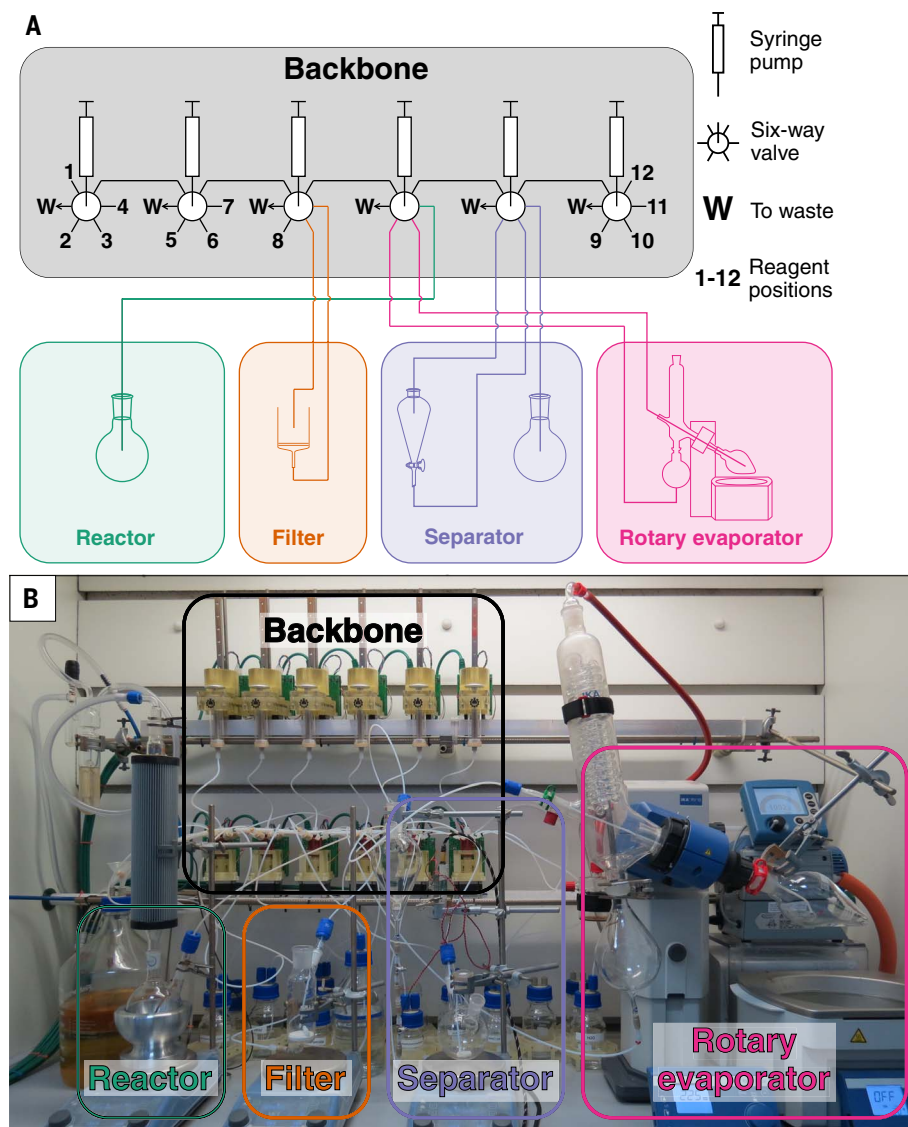 A
Backbone
Syringe
pump
Six-way
valve
W
To waste
1-12
Reagent
positions
1
12
W
4
W
7
W
W
W
W
11
2
3
5
6
8
9
10
Reactor
Filter
Separator
Rotary evaporator
B
Backbone
Reactor
Filter
Separator
Rotary
evaporator
OFF